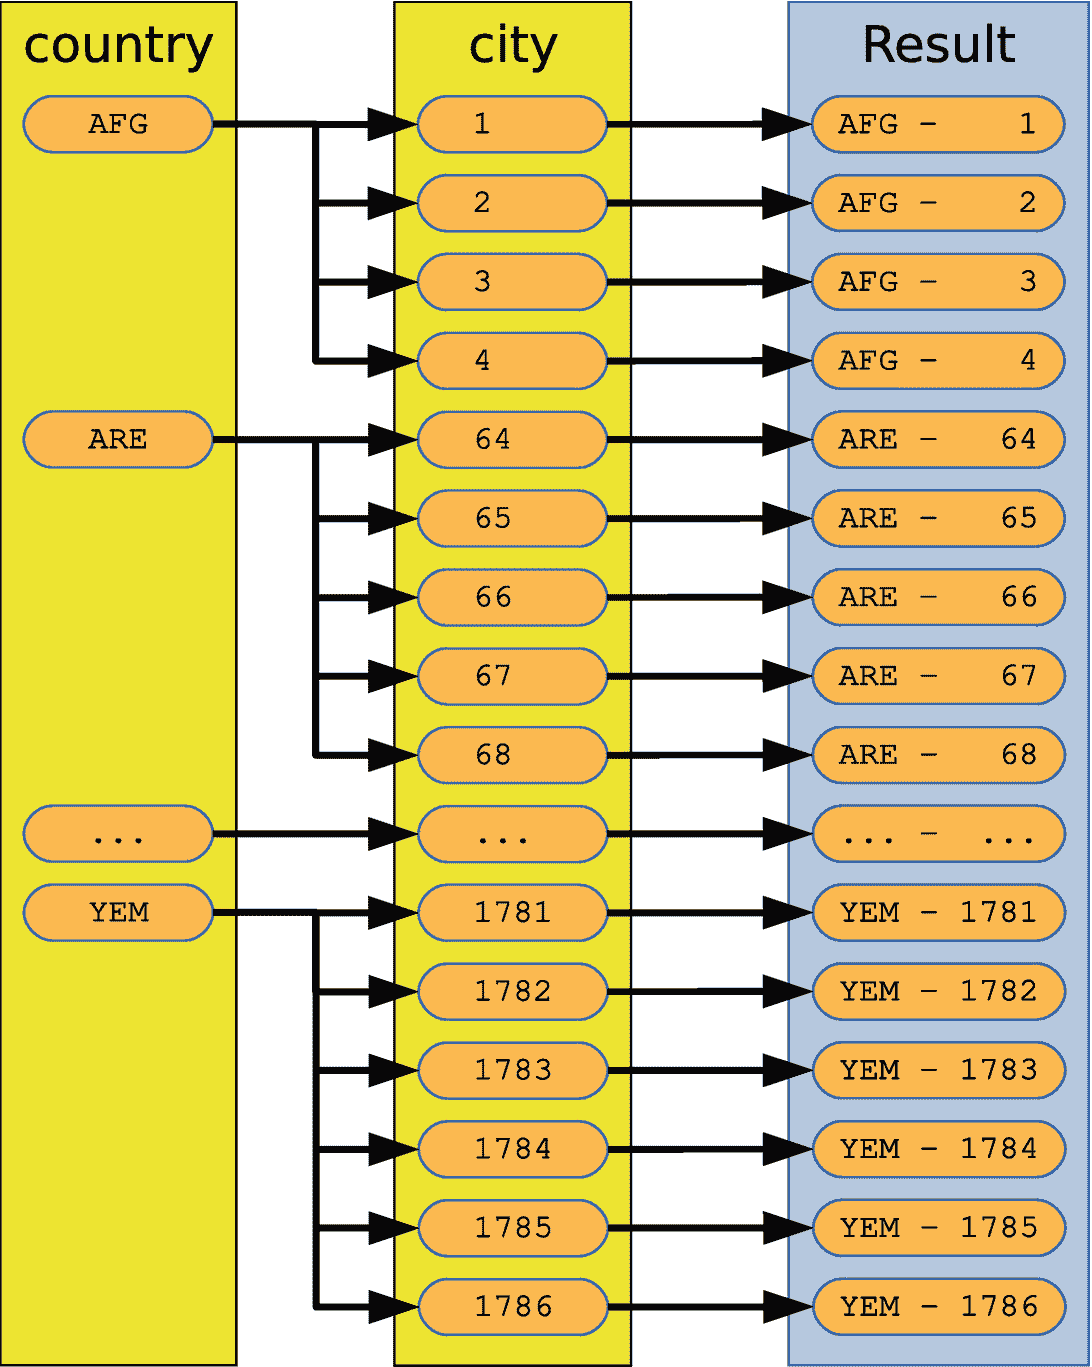 country city Result
AFG 1 AFG – 1
2 AFG – 2
3 AFG – 3
4 AFG – 4
ARE 64 ARE – 64
65 ARE – 65
66 ARE – 66
67 ARE – 67
68 ARE – 68
... ... ... – ...
YEM 1781 YEM – 1781
1782 YEM – 1782
1783 YEM – 1783
1784 YEM – 1784
1785 YEM – 1785
1786 YEM – 1786